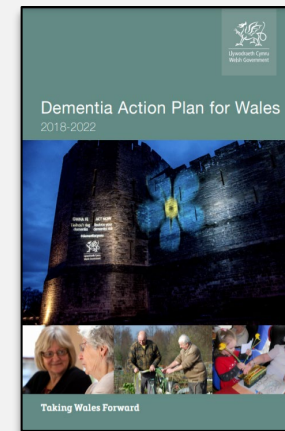 Llywodraeth Cymru
Welsh Government
Dementia Action Plan for Wales
2018-2022
Taking Wales Forward